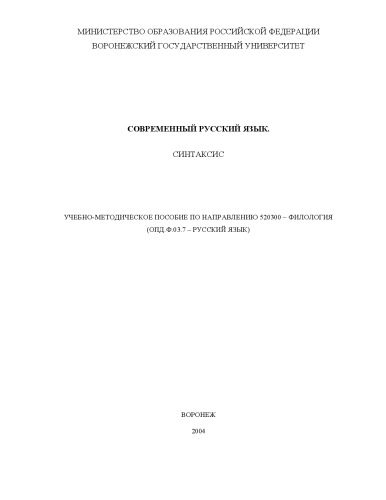 МИНИСТЕРСТВО ОБРАЗОВАНИЯ РОССИЙСКОЙ ФЕДЕРАЦИИ
ВОРОНЕЖСКИЙ ГОСУДАРСТВЕННЫЙ УНИВЕРСИТЕТ
СОВРЕМЕННЫЙ РУССКИЙ ЯЗЫК.
СИНТАКСИС
УЧЕБНО-МЕТОДИЧЕСКОЕ ПОСОБИЕ ПО НАПРАВЛЕНИЮ 520300 – ФИЛОЛОГИЯ
(ОПД.Ф.03.7 – РУССКИЙ ЯЗЫК)
ВОРОНЕЖ
2004